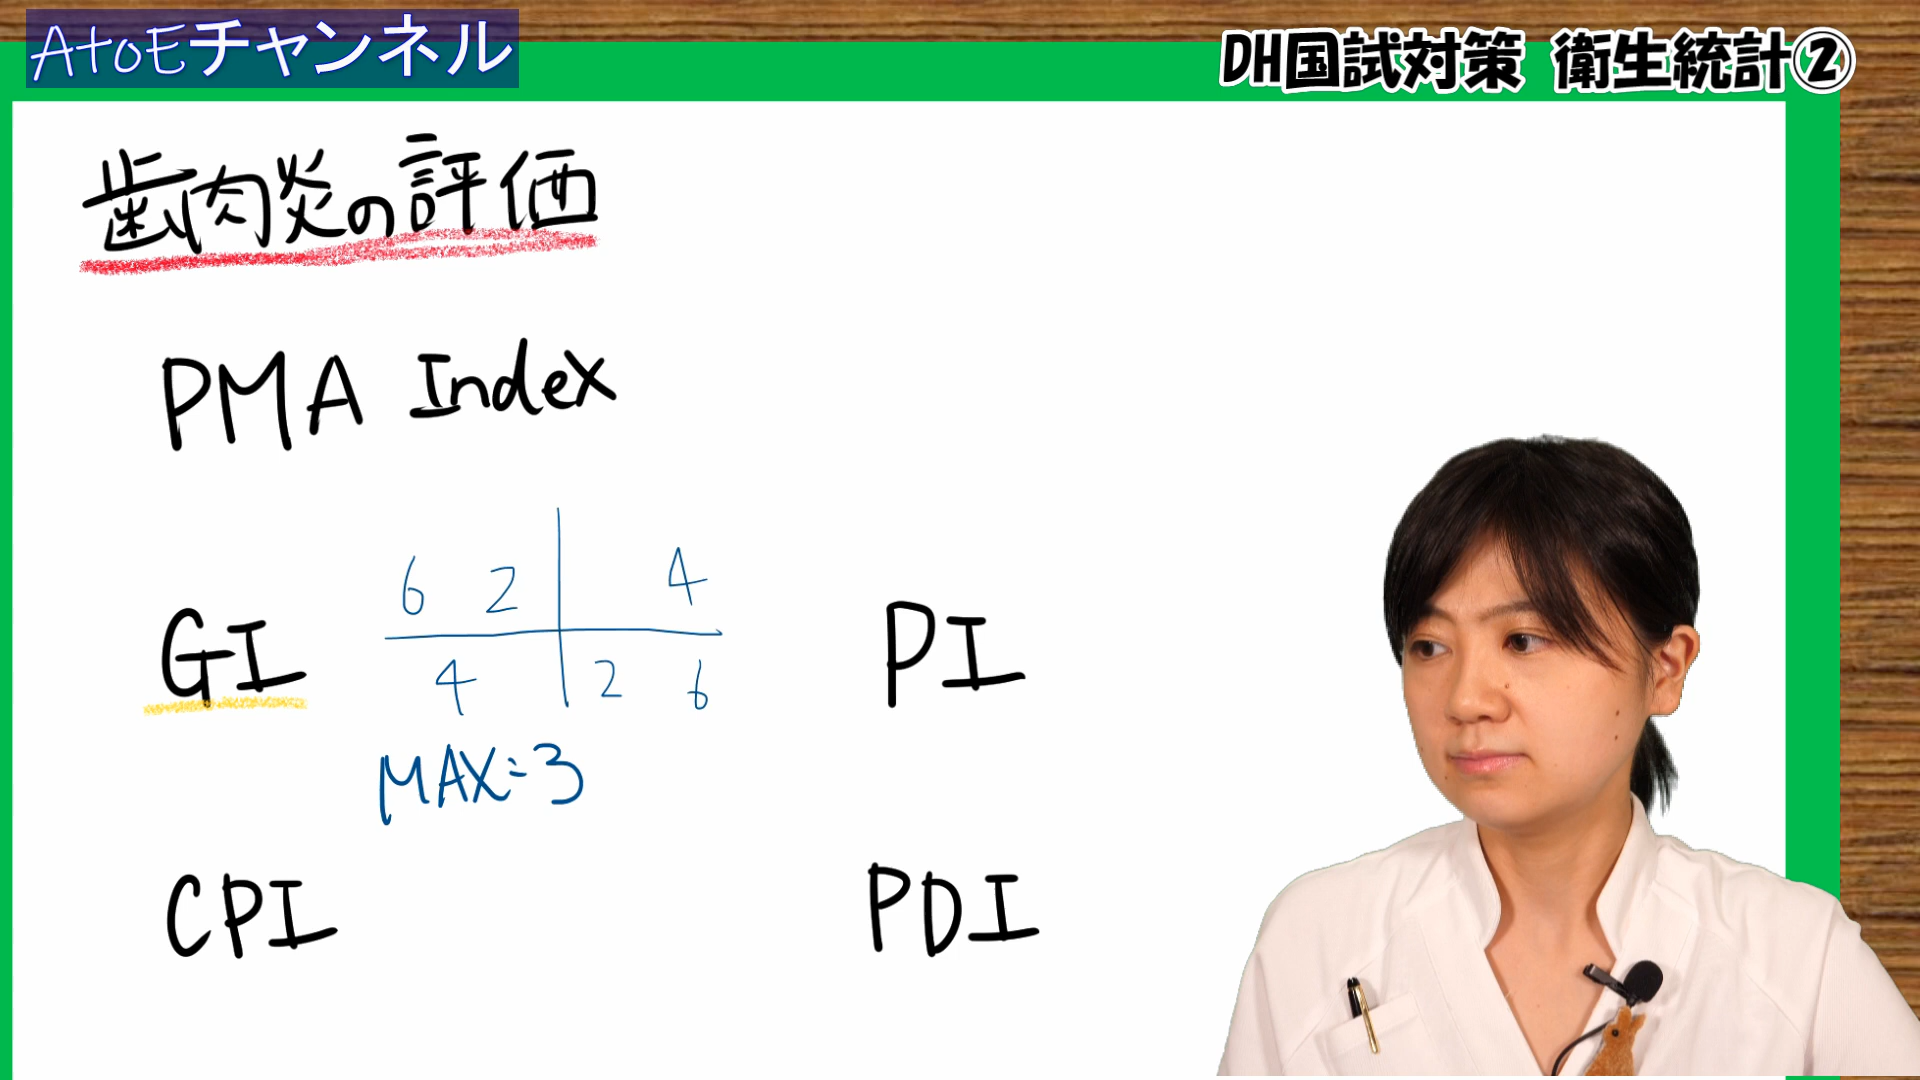 AtoEチャンネル
DH国試対策 衛生統計②
歯肉炎の評価
PMA Index
6 2 4
GI
4 2 6
PI
MAX=3
CPI
PDI